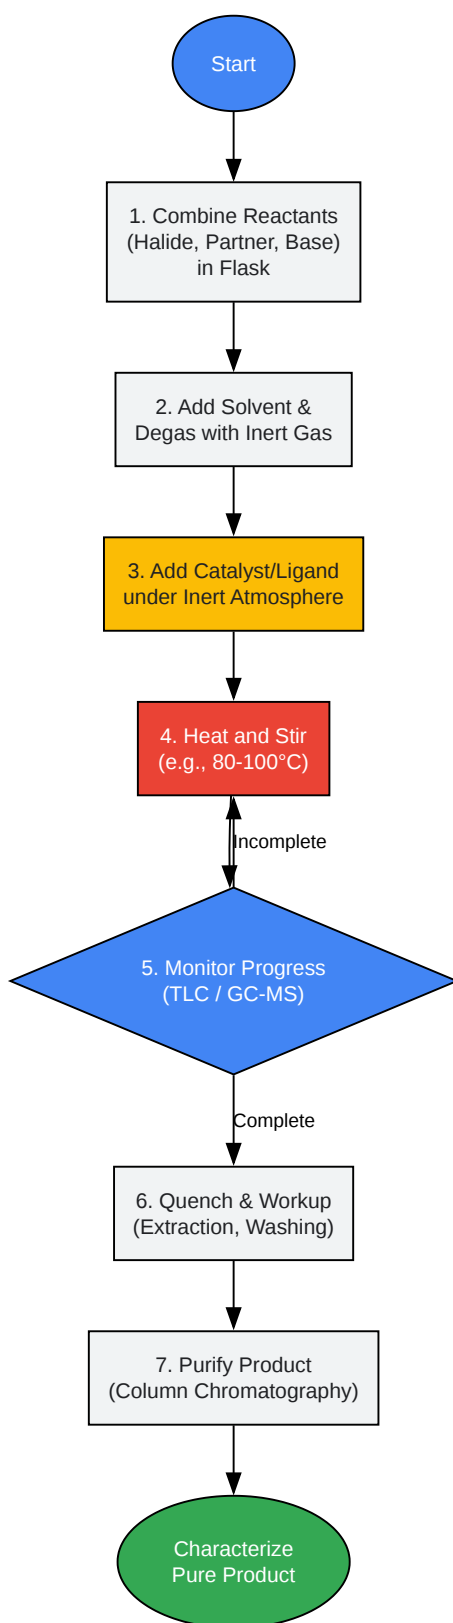 Start
1. Combine Reactants
(Halide, Partner, Base)
in Flask
2. Add Solvent &
Degas with Inert Gas
3. Add Catalyst/Ligand
under Inert Atmosphere
4. Heat and Stir
(e.g., 80-100°C)
Incomplete
5. Monitor Progress
(TLC / GC-MS)
Complete
6. Quench & Workup
(Extraction, Washing)
7. Purify Product
(Column Chromatography)
Characterize
Pure Product